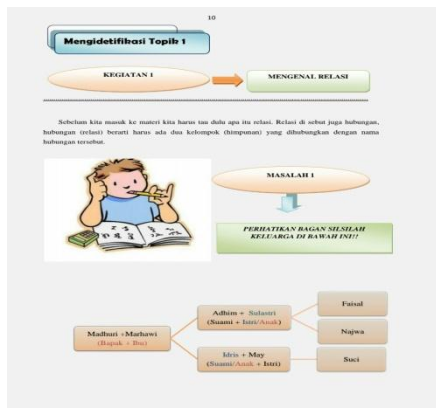 10
Mengidetifikasi Topik 1
KEGIATAN 1
MENGENAL RELASI
Sebelum kita masuk ke materi kita harus tau dulu apa itu relasi. Relasi di sebut juga hubungan,
hubungan (relasi) berarti harus ada dua kelompok (himpunan) yang dihubungkan dengan nama
hubungan tersebut.
MASALAH 1
PERHATIKAN BAGAN SILSILAH
KELUARGA DI BAWAH INI!!
Madhuri +Marhawi
(Bapak + Ibu)
Adhim + Sulastri
(Suami + Istri/Anak)
Idris + May
(Suami/Anak + Istri)
Faisal
Najwa
Suci